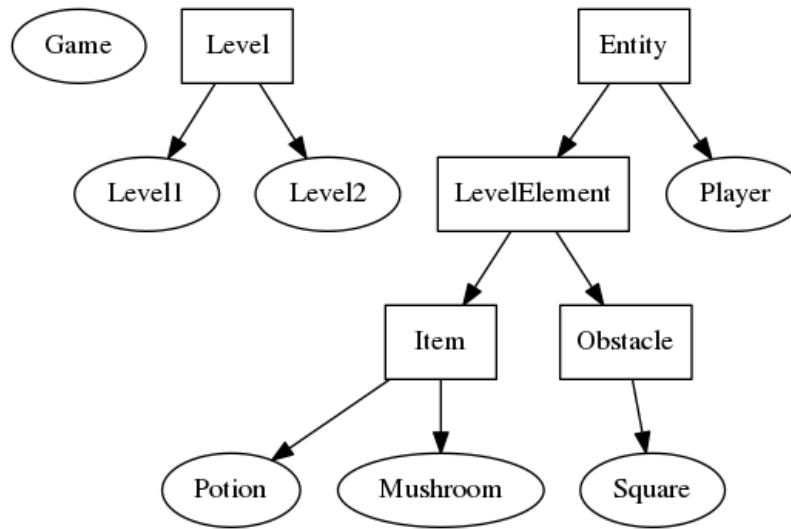 Game
Level
Entity
Level1
Level2
LevelElement
Player
Item
Obstacle
Potion
Mushroom
Square